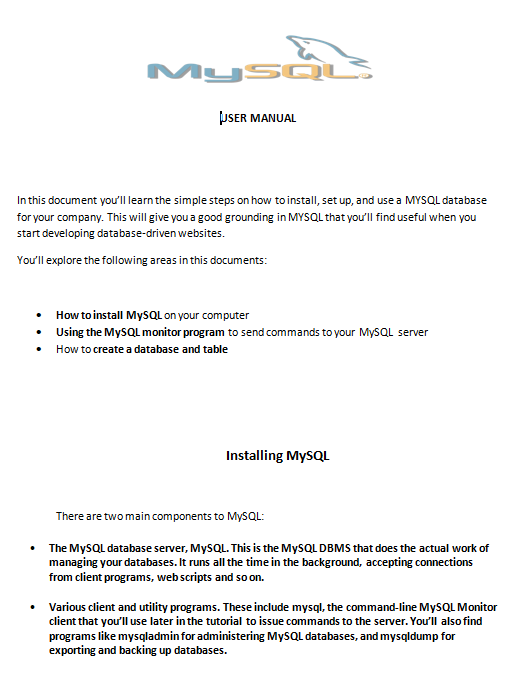 MySQL
USER MANUAL
In this document you'll learn the simple steps on how to install, set up, and use a MYSQL database
for your company. This will give you a good grounding in MYSQL that you'll find useful when you
start developing database-driven websites.
You'll explore the following areas in this documents:
• How to install MySQL on your computer
• Using the MySQL monitor program to send commands to your MySQL server
• How to create a database and table
Installing MySQL
There are two main components to MySQL:
• The MySQL database server, MySQL. This is the MySQL DBMS that does the actual work of
managing your databases. It runs all the time in the background, accepting connections
from client programs, web scripts and so on.
• Various client and utility programs. These include mysql, the command-line MySQL Monitor
client that you'll use later in the tutorial to issue commands to the server. You'll also find
programs like mysqladmin for administering MySQL databases, and mysqldump for
exporting and backing up databases.